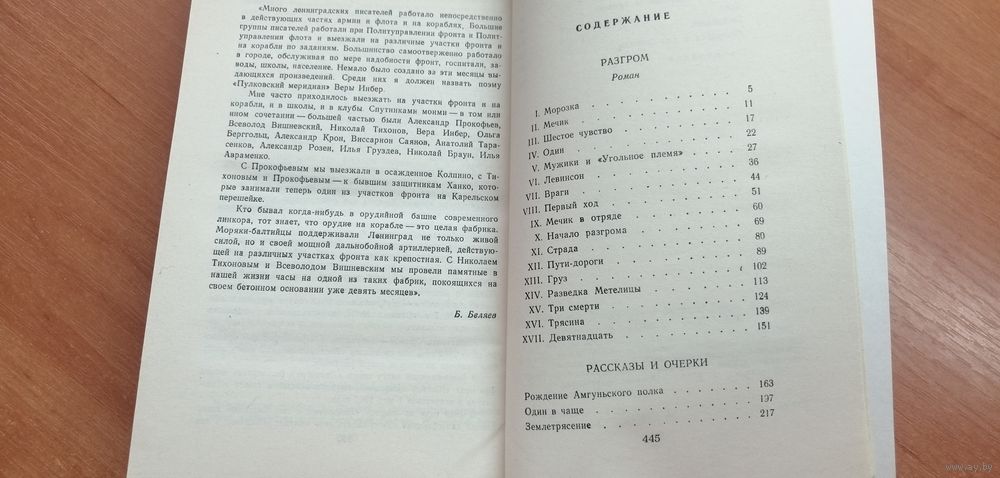 «Много ленинградских писателей работало непосредственно
в действующих частях армии и флота и на кораблях. Большие
группы писателей работали при Политуправления фронта и Полит-
управления флота и выезжали на различные участки фронта и
на корабли по заданиям. Большинство самоотверженно работало
в городе, обслуживая по мере надобности фронт, госпитали, за-
воды, школы, население. Немало было создано за эти месяцы вы-
дающихся произведений. Среди них я должен назвать поэму
«Пулковский меридиан» Веры Инбер.
Мне часто приходилось выезжать на участки фронта и на
корабли, и в школы, и в клубы Спутниками моими — в том или
ином сочетании — большей частью были Александр Прокофьев,
Всеволод Вишневский, Николай Тихонов, Вера Инбер, Ольга
Берггольц, Александр Крон, Виссарион Саянов, Анатолий Тара-
сенков, Александр Розен, Илья Груздев, Николай Браун, Илья
Авраменко.
С Прокофьевым мы выезжали в осажденное Колпино, с Ти-
хоновым и Прокофьевым — к бывшим защитникам Ханко, кото-
рые занимали теперь один из участков фронта на Карельском
перешейке.
Кто бывал когда-нибудь в орудийной башне современного
линкора, тот знает, что орудие на корабле — это целая фабрика.
Моряки-балтийцы поддерживали Ленинград не только живой
силой, но и своей мощной дальнобойной артиллерией, действую-
щей на различных участках фронта как крепостная. С Николаем
Тихоновым и Всеволодом Вишневским мы провели памятные в
нашей жизни часы на одной из таких фабрик, покоящихся на
своем бетонном основании уже девять месяцев».
Б. Беляев
СОДЕРЖАНИЕ
РАЗГРОМ
Роман
I. Морозка . . . . . . . . . . 5
II. Мечик . . . . . . . . . . 11
III. Шестое чувство . . . . . . . . 17
IV. Один . . . . . . . . . . 22
V. Мужики и «Угольное племя» . . . . . 27
VI. Левинсон . . . . . . . . . 36
VII. Враги . . . . . . . . . . 44
VIII. Первый ход . . . . . . . . . 51
IX. Мечик в отряде . . . . . . . . 60
X. Начало разгрома . . . . . . . . 69
XI. Страда . . . . . . . . . . 80
XII. Пути-дороги . . . . . . . . . 89
XIII. Груз . . . . . . . . . . 102
XIV. Разведка Метелицы . . . . . . . 113
XV. Три смерти . . . . . . . . . 124
XVI. Трясина . . . . . . . . . . 139
XVII. Девятнадцать . . . . . . . . . 151
РАССКАЗЫ И ОЧЕРКИ
Рождение Амгуньского полка . . . . . . . 163
Один в чаще . . . . . . . . . . 197
Землетрясение . . . . . . . . . 217
445
www.ay.by